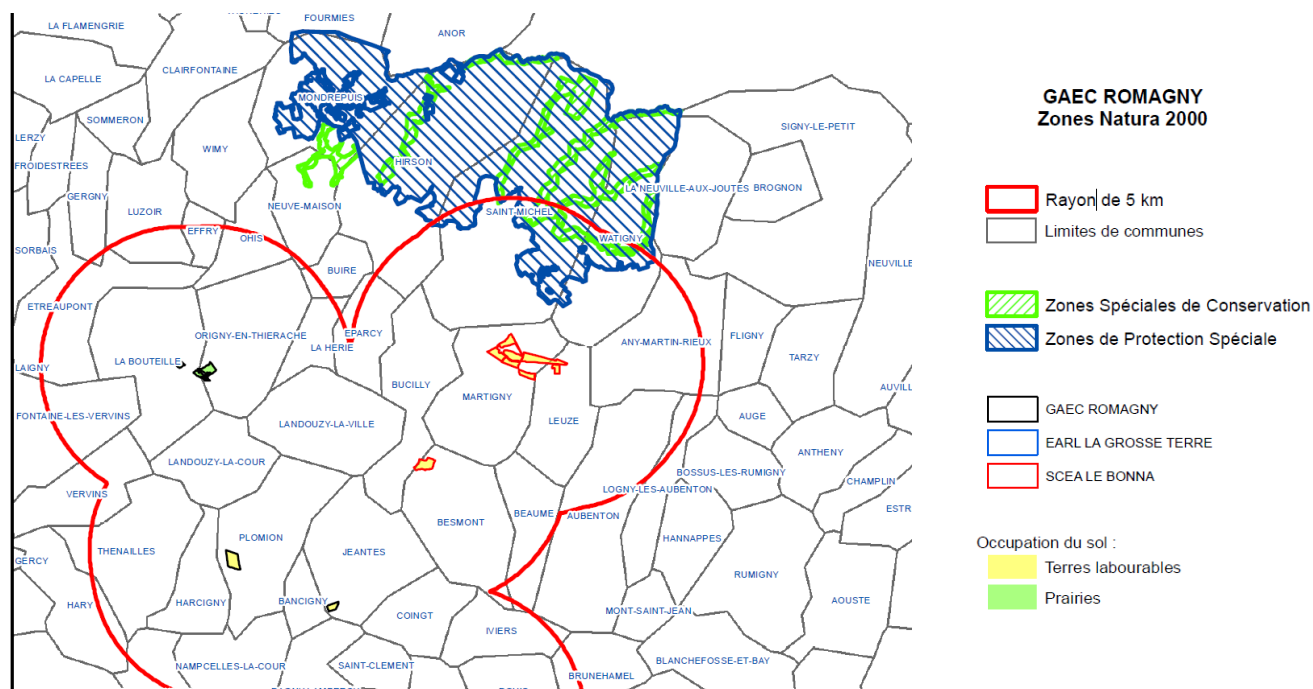 FOURMIES
LA FLAMENGRIE
ANOR
CLAIRFONTAINE
LA CAPELLE
MONDREPUIS
SOMMERON
SIGNY-LE-PETIT
LERZY
WIMY
FROIDESTREES
HIRSON
GERGNY
LA NEUVILLE-AUX-JOUTES
BROGNON
LUZOIR
NEUVE-MAISON
SAINT-MICHEL
EFFRY
OHIS
WATIGNY
SORBAIS
NEUVILLE
BUIRE
ETREAUPONT
ORIGNY-EN-THIERACHE
EPARCY
LA HERIE
ANY-MARTIN-RIEUX
FLIGNY
TARZY
LA BOUTEILLE
LAIGNY
BUCILLY
AUVILL
MARTIGNY
FONTAINE-LES-VERVINS
LANDOUZY-LA-VILLE
LEUZE
AUGE
ANTHENY
LANDOUZY-LA-COUR
BOSSUS-LES-RUMIGNY
CHAMPLIN
VERVINS
LOGNY-LES-AUBENTON
ESTR
BEAUME
AUBENTON
BESMONT
PLOMION
HANNAPPES
THENAILLES
JEANTES
GERCY
RUMIGNY
HARY
HARCIGNY
BANCIGNY
AOUSTE
COINGT
MONT-SAINT-JEAN
IVIERS
NAMPCELLES-LA-COUR
SAINT-CLEMENT
BLANCHEFOSSE-ET-BAY
BRUNEHAMEL
GAEC ROMAGNY
Zones Natura 2000
Rayon de 5 km
Limites de communes
Zones Spéciales de Conservation
Zones de Protection Spéciale
GAEC ROMAGNY
EARL LA GROSSE TERRE
SCEA LE BONNA
Occupation du sol :
Terres labourables
Prairies